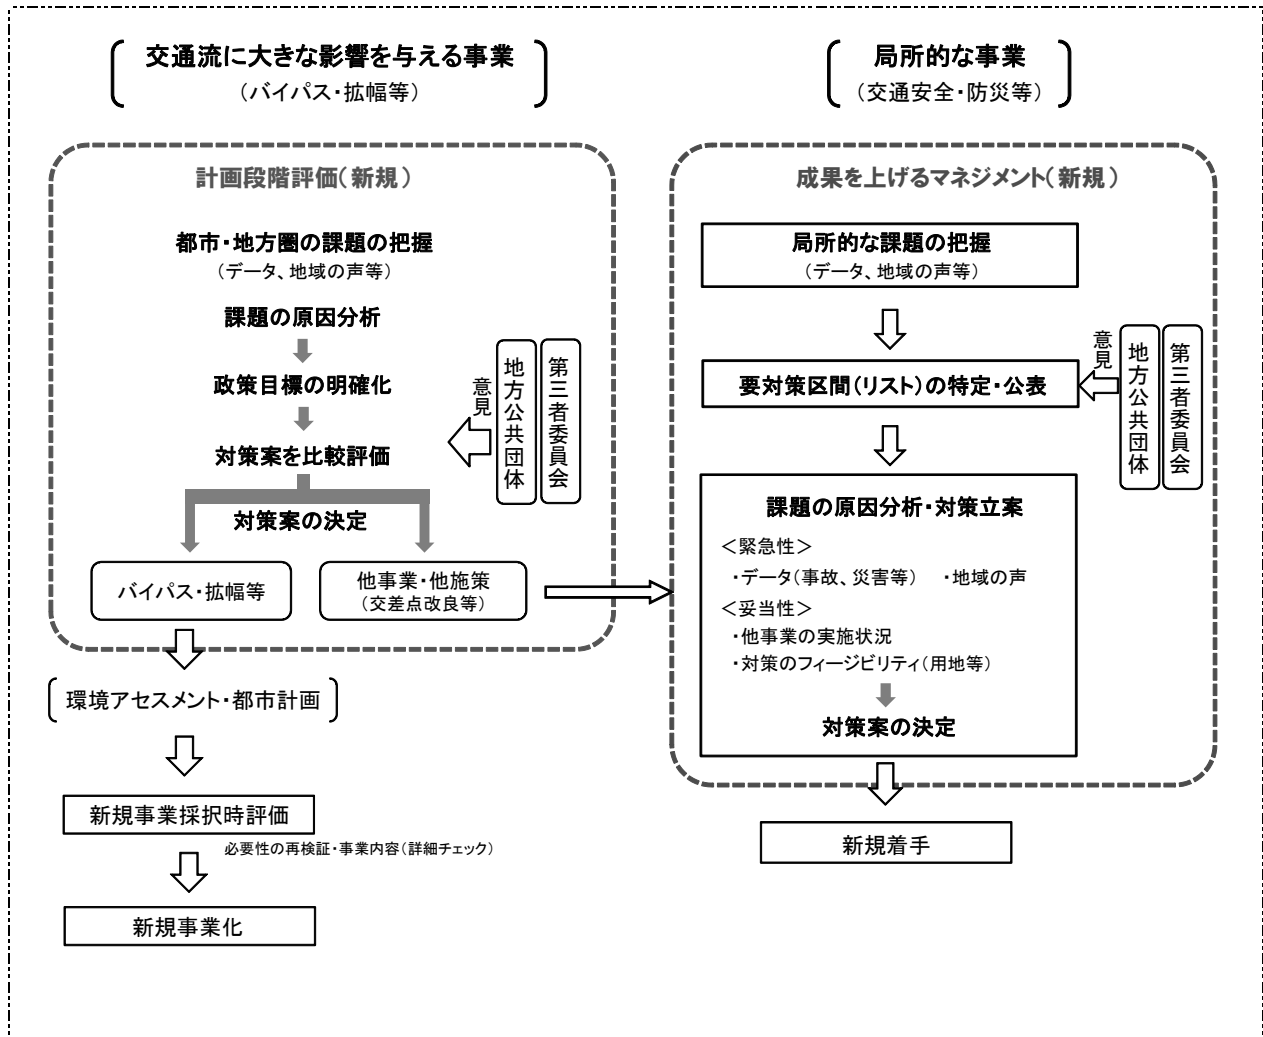 交通流に大きな影響を与える事業
（バイパス・拡幅等）
計画段階評価（新規）
都市・地方圏の課題の把握
（データ、地域の声等）
課題の原因分析
政策目標の明確化
対策案を比較評価
意見
地方公共団体
第三者委員会
対策案の決定
バイパス・拡幅等
他事業・他施策
（交差点改良等）
環境アセスメント・都市計画
新規事業採択時評価
必要性の再検証・事業内容（詳細チェック）
新規事業化
局所的な事業
（交通安全・防災等）
成果を上げるマネジメント（新規）
局所的な課題の把握
（データ、地域の声等）
要対策区間（リスト）の特定・公表
意見
地方公共団体
第三者委員会
課題の原因分析・対策立案
＜緊急性＞
・データ（事故、災害等）　・地域の声
＜妥当性＞
・他事業の実施状況
・対策のフィージビリティ（用地等）
対策案の決定
新規着手